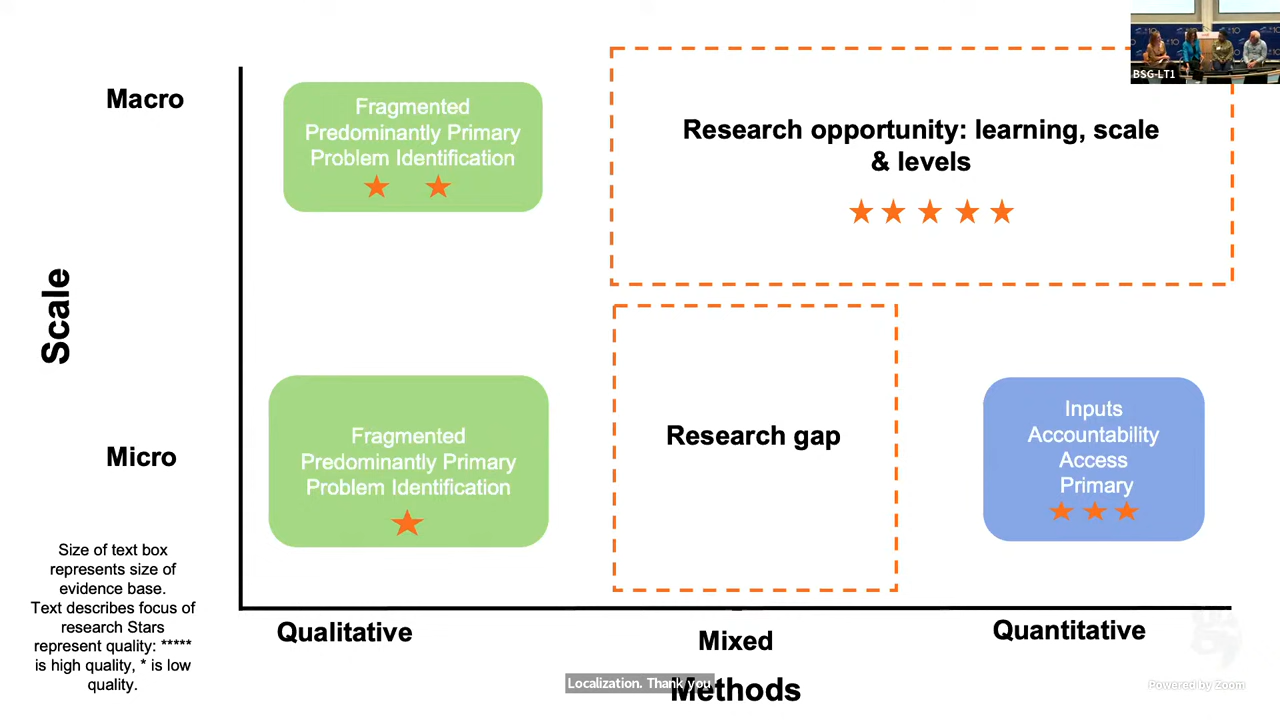 Macro
Fragmented
Predominantly Primary
Problem Identification
Research opportunity: learning, scale
& levels
BSG-LT1
Scale
Micro
Fragmented
Predominantly Primary
Problem Identification
Research gap
Inputs
Accountability
Access
Primary
Size of text box
represents size of
evidence base.
Text describes focus of
research Stars
represent quality: *****
is high quality, * is low
quality.
Qualitative
Mixed
Quantitative
Methods
Localization. Thank you
Powered by Zoom